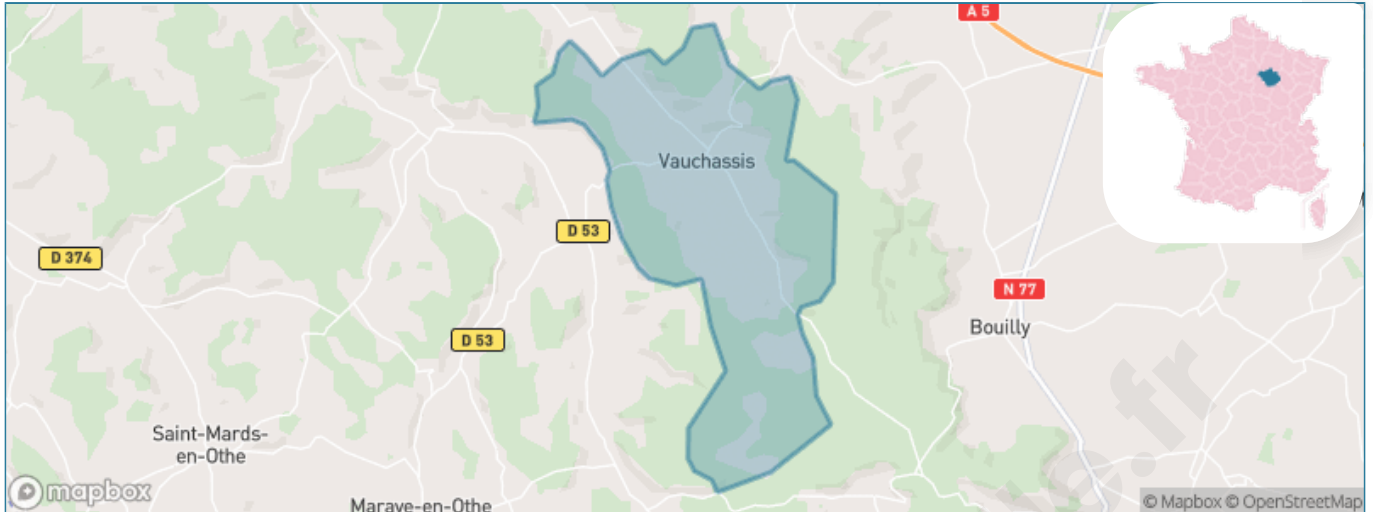 A 5
Vauchassis
D 53
D 374
N 77
Bouilly
D 53
Saint-Mards-
en-Othe
Maraye-en-Othe
mapbox
© Mapbox © OpenStreetMap